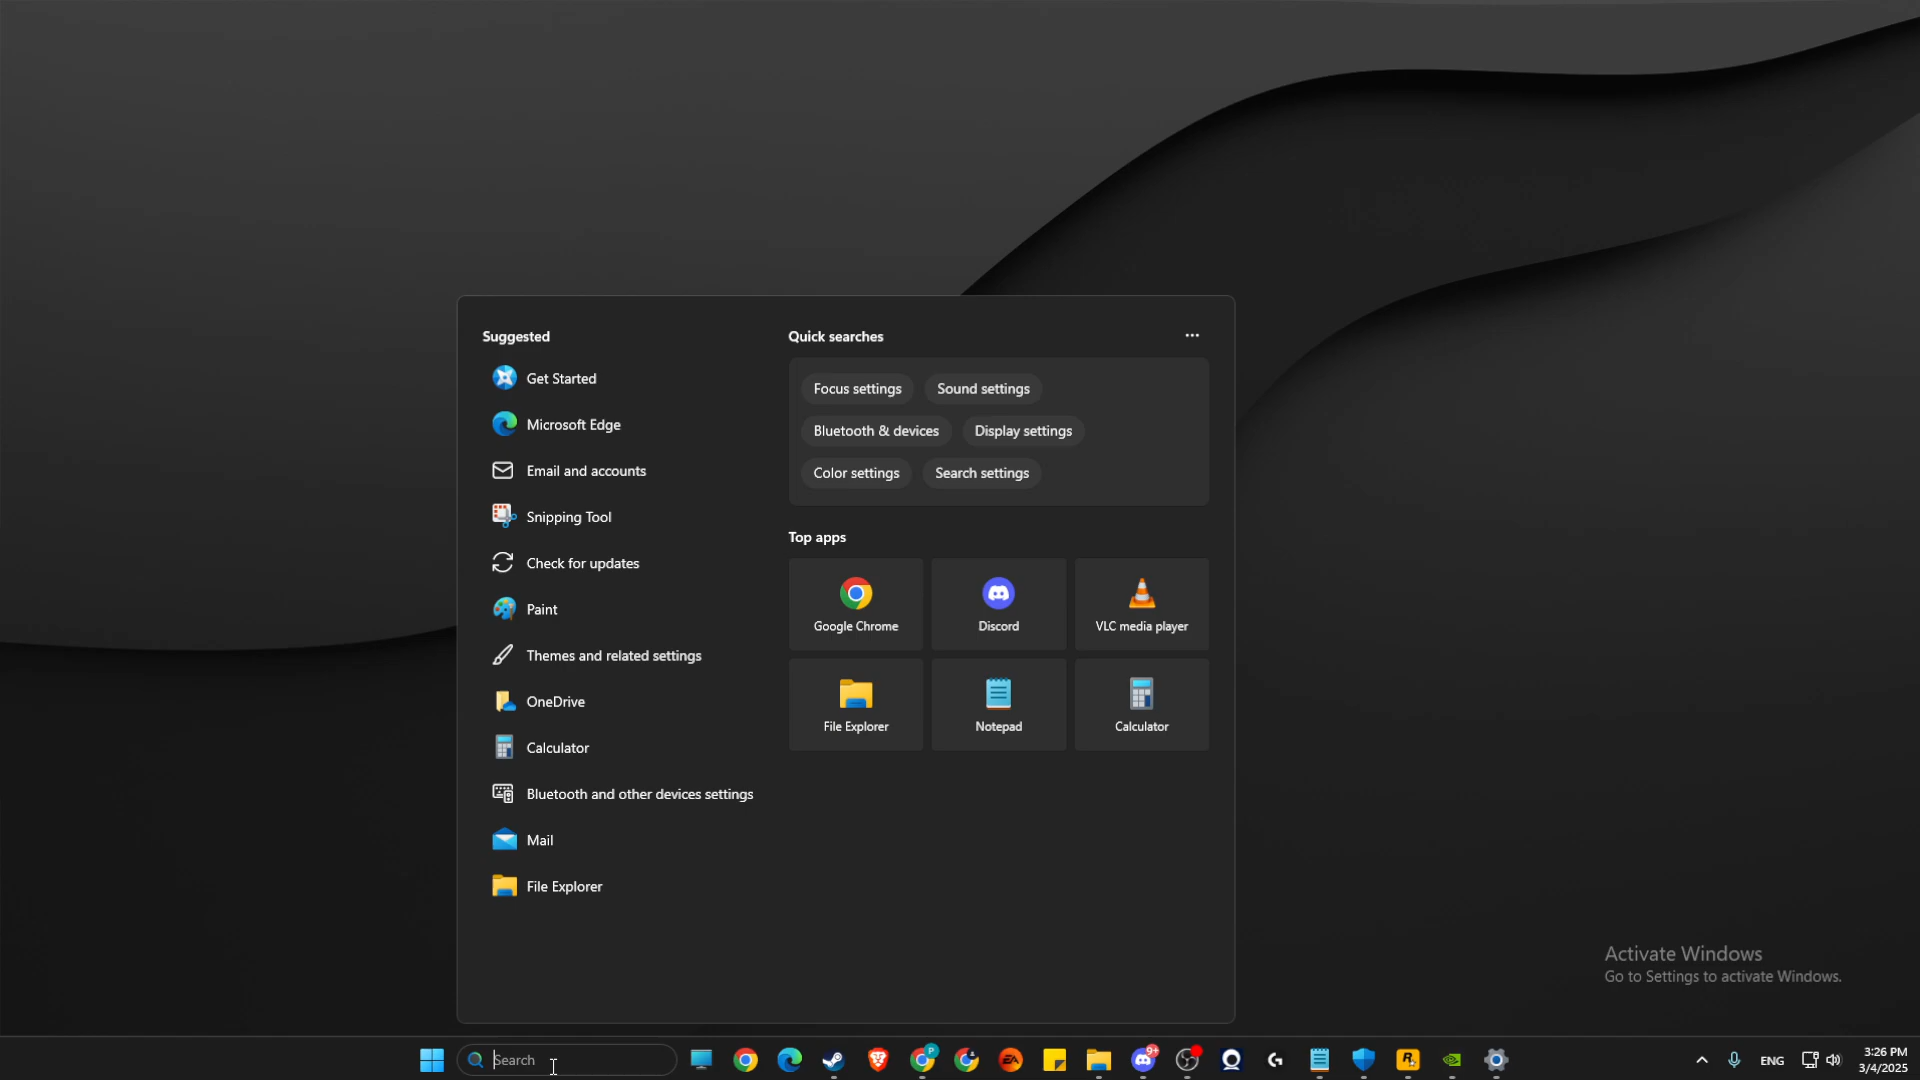 Suggested
Get Started
Microsoft Edge
Email and accounts
Snipping Tool
Check for updates
Paint
Themes and related settings
OneDrive
Calculator
Bluetooth and other devices settings
Mail
File Explorer
Quick searches
Focus settings
Sound settings
Bluetooth & devices
Display settings
Color settings
Search settings
Top apps
Google Chrome
Discord
VLC media player
File Explorer
Notepad
Calculator
Activate Windows
Go to Settings to activate Windows.
Search
P
EA
9+
R
ENG
3:26 PM
3/4/2025